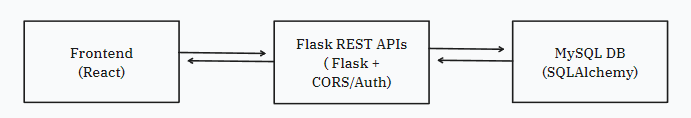 Frontend
(React)
Flask REST APIs
( Flask +
CORS/Auth)
MySQL DB
(SQLAlchemy)